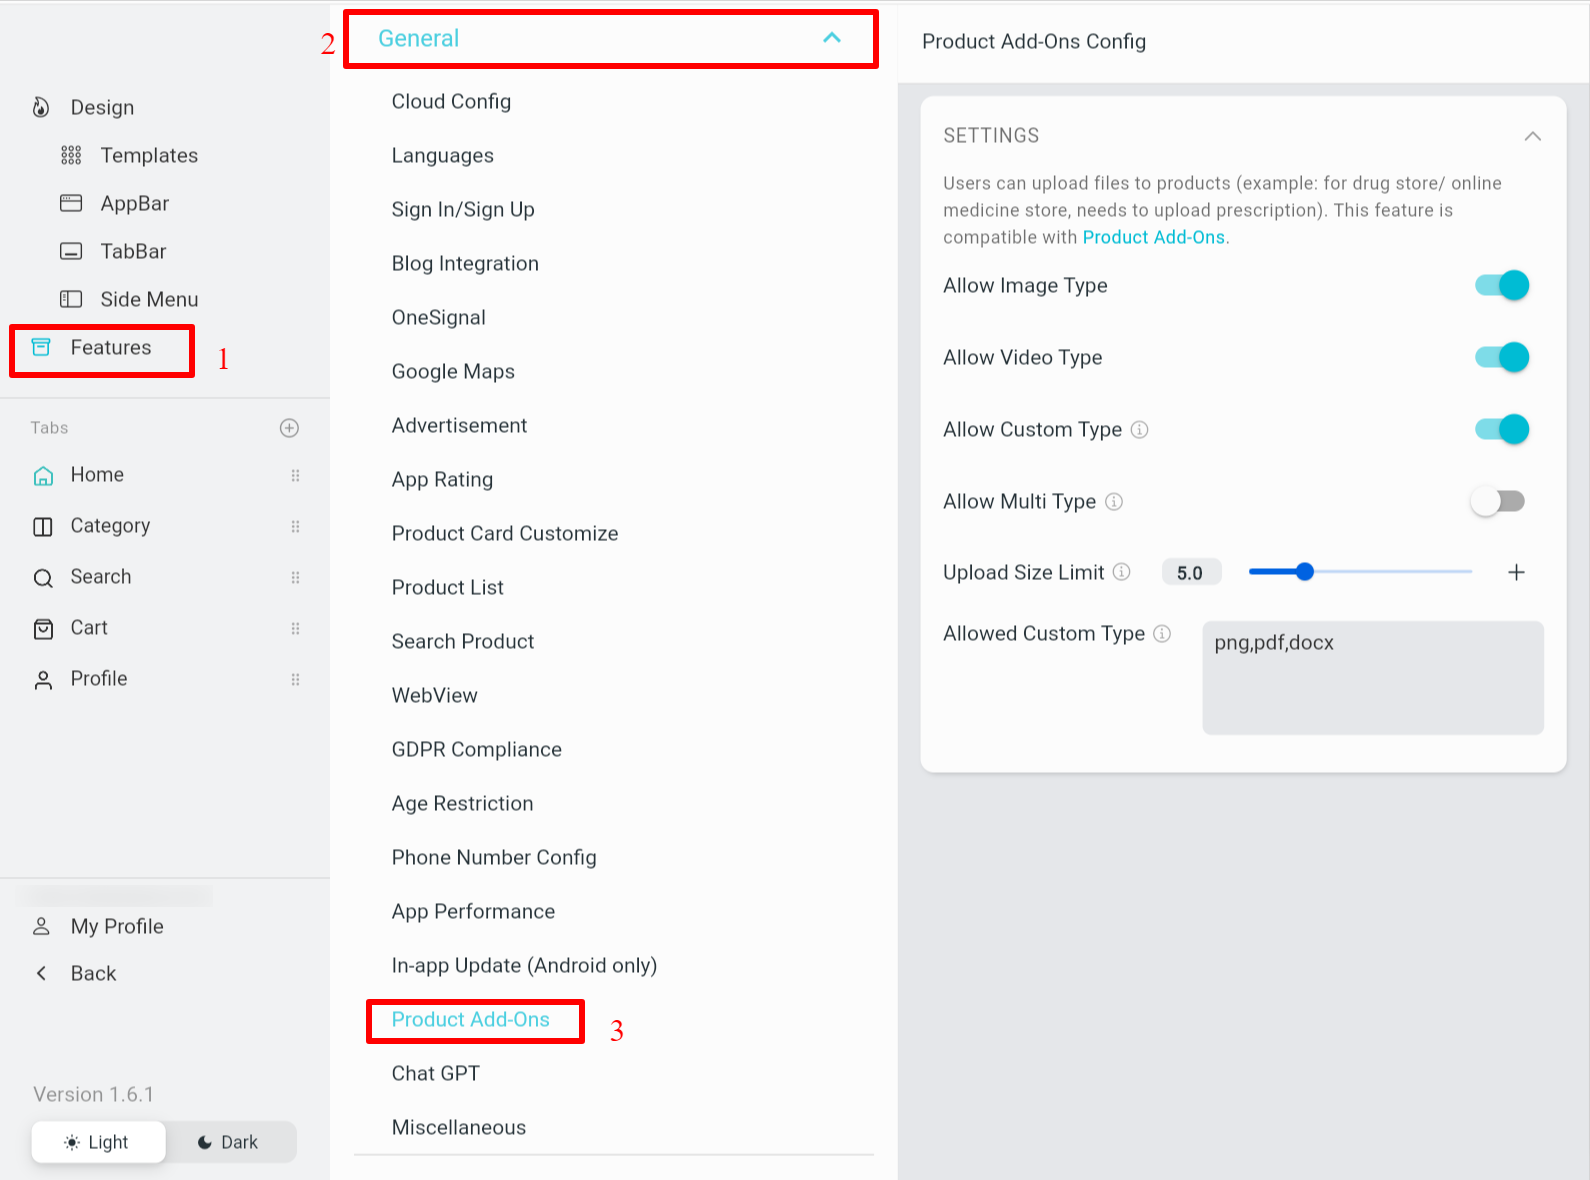 Design
Templates
AppBar
TabBar
Side Menu
Features
1
Tabs
Home
Category
Search
Cart
Profile
My Profile
Back
Version 1.6.1
Light
Dark
2
General
Cloud Config
Languages
Sign In/Sign Up
Blog Integration
OneSignal
Google Maps
Advertisement
App Rating
Product Card Customize
Product List
Search Product
WebView
GDPR Compliance
Age Restriction
Phone Number Config
App Performance
In-app Update (Android only)
Product Add-Ons
3
Chat GPT
Miscellaneous
Product Add-Ons Config
SETTINGS
Users can upload files to products (example: for drug store/ online
medicine store, needs to upload prescription). This feature is
compatible with Product Add-Ons.
Allow Image Type
Allow Video Type
Allow Custom Type
Allow Multi Type
Upload Size Limit 5.0
Allowed Custom Type png,pdf,docx